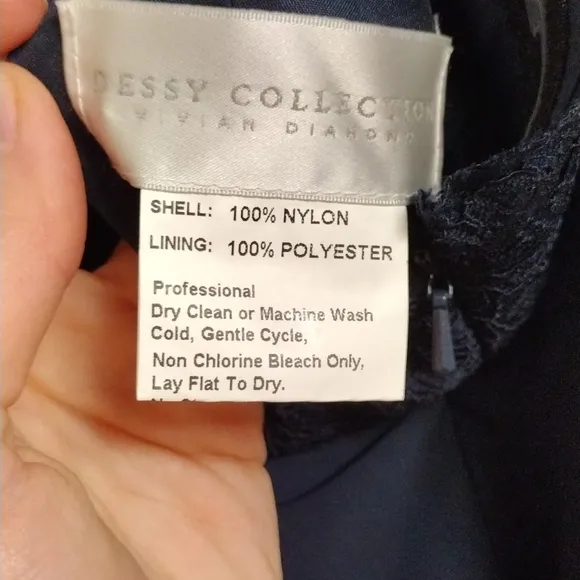 DESSY COLLECTION
VIVIAN DIAMOND
SHELL: 100% NYLON
LINING: 100% POLYESTER
Professional
Dry Clean or Machine Wash
Cold, Gentle Cycle,
Non Chlorine Bleach Only,
Lay Flat To Dry.